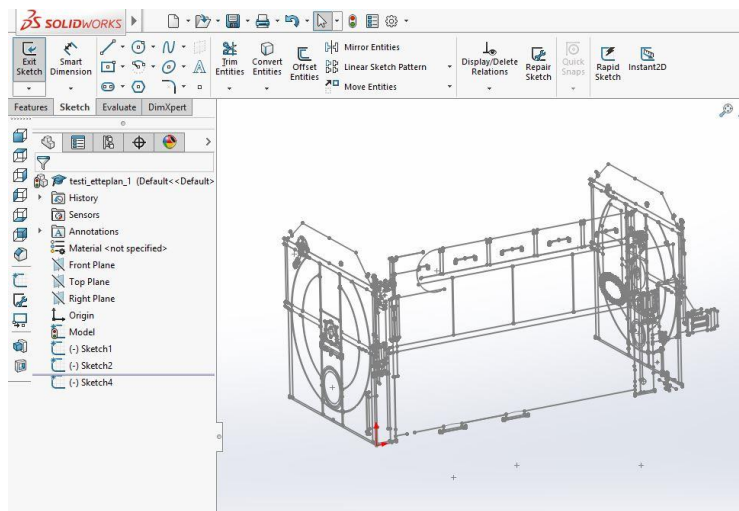 SOLIDWORKS
Exit Sketch
Smart Dimension
Trim Entities
Convert Entities
Offset Entities
Mirror Entities
Linear Sketch Pattern
Move Entities
Display/Delete Relations
Repair Sketch
Quick Snaps
Rapid Sketch
Instant2D
Features Sketch Evaluate DimXpert
testi_etteplan_1 (Default<<Default>
History
Sensors
Annotations
Material <not specified>
Front Plane
Top Plane
Right Plane
Origin
Model
(-) Sketch1
(-) Sketch2
(-) Sketch4